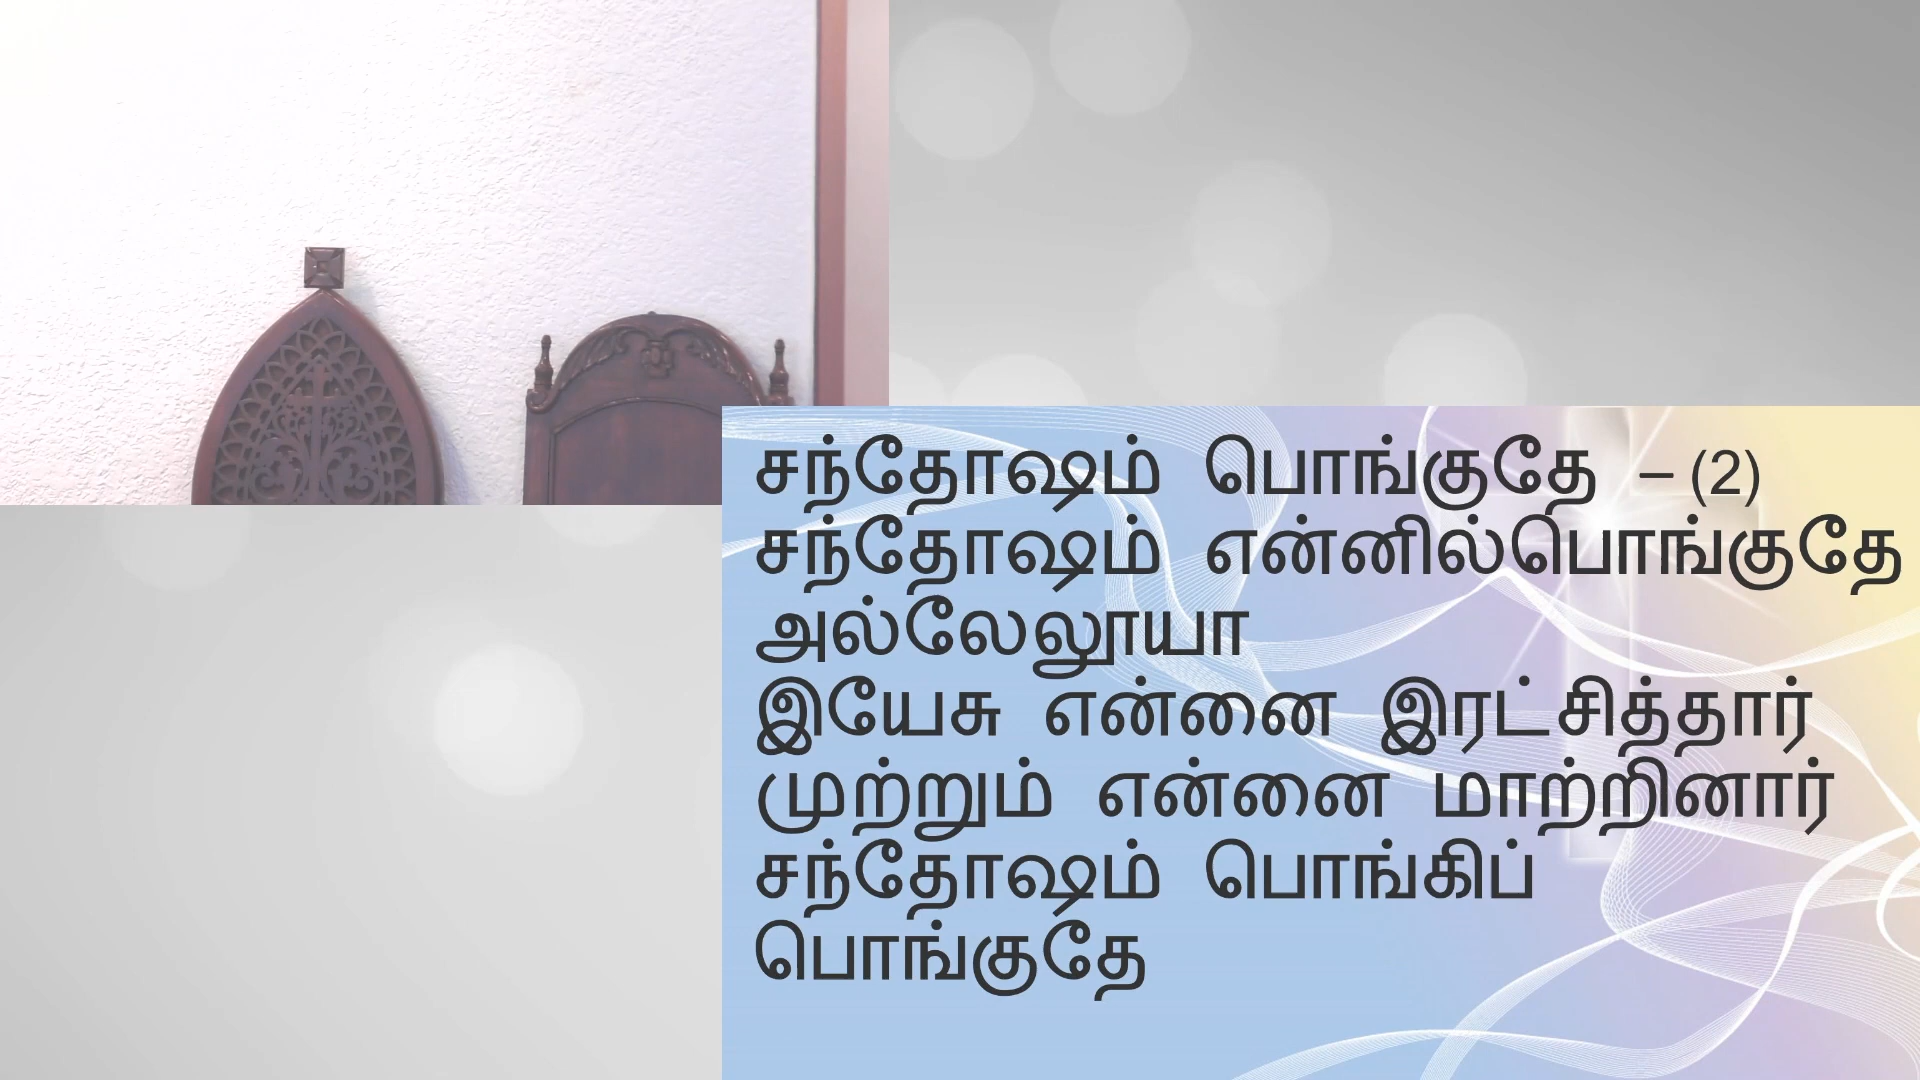 சந்தோஷம் பொங்குதே – (2)
சந்தோஷம் என்னில்பொங்குதே
அல்லேலூயா
இயேசு என்னை இரட்சித்தார்
முற்றும் என்னை மாற்றினார்
சந்தோஷம் பொங்கிப்
பொங்குதே